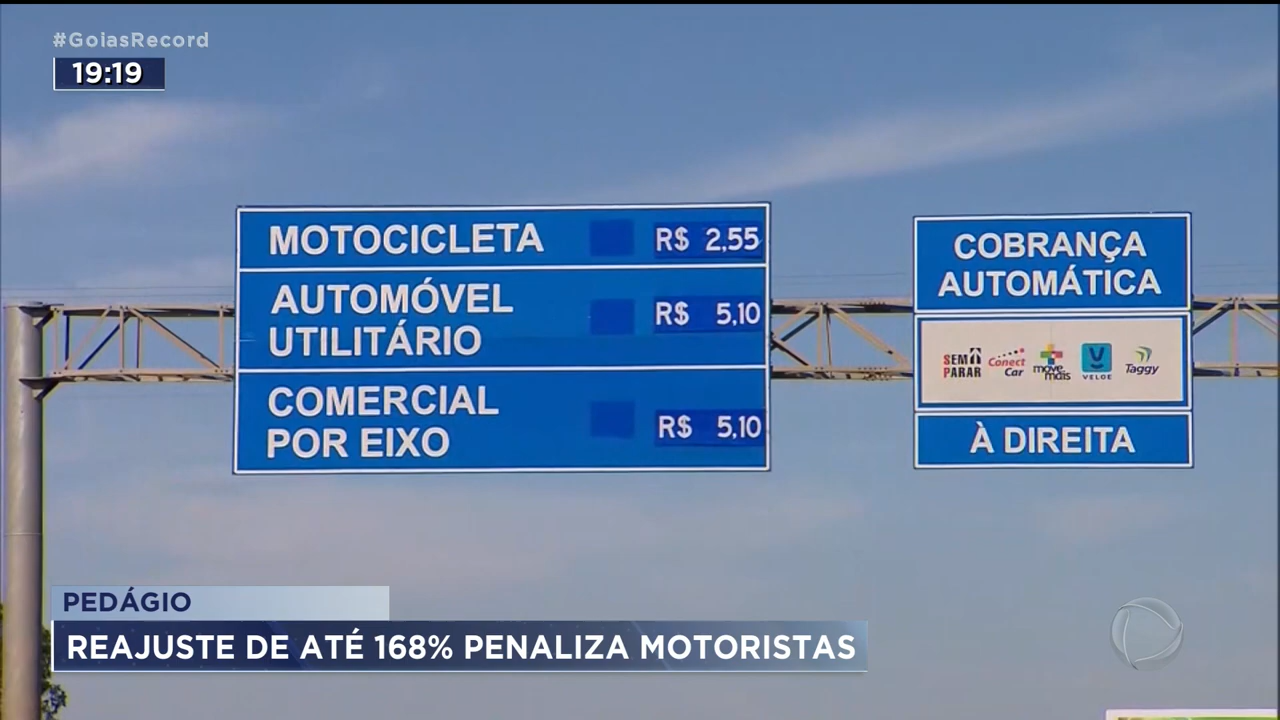 #GoiasRecord
19:19
MOTOCICLETA R$ 2,55
AUTOMÓVEL
UTILITÁRIO R$ 5,10
COMERCIAL
POR EIXO R$ 5,10
COBRANÇA
AUTOMÁTICA
SEM PARAR
Conect Car
move mais
VELOE
Taggy
À DIREITA
PEDÁGIO
REAJUSTE DE ATÉ 168% PENALIZA MOTORISTAS